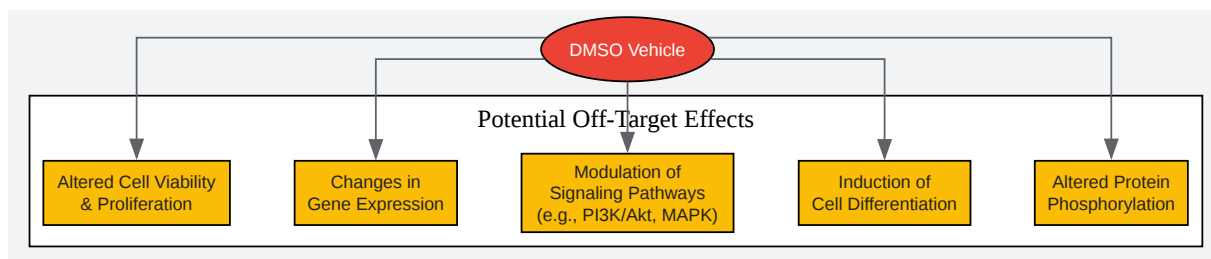 DMSO Vehicle
Potential Off-Target Effects
Altered Cell Viability
& Proliferation
Changes in
Gene Expression
Modulation of
Signaling Pathways
(e.g., PI3K/Akt, MAPK)
Induction of
Cell Differentiation
Altered Protein
Phosphorylation